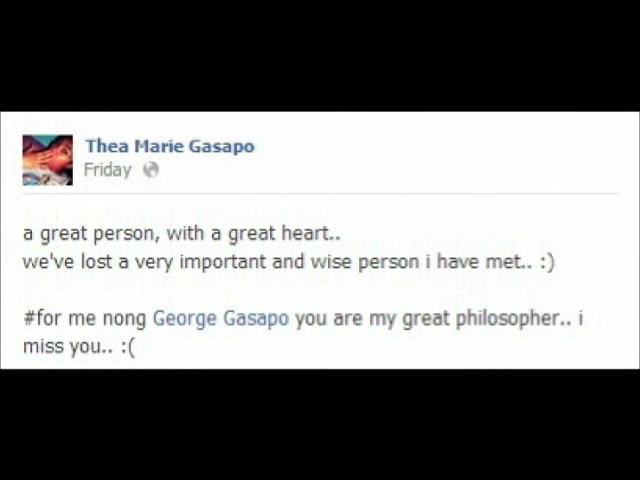 Thea Marie Gasapo
Friday
a great person, with a great heart..
we've lost a very important and wise person i have met.. :)
#for me nong George Gasapo you are my great philosopher.. i
miss you.. :(